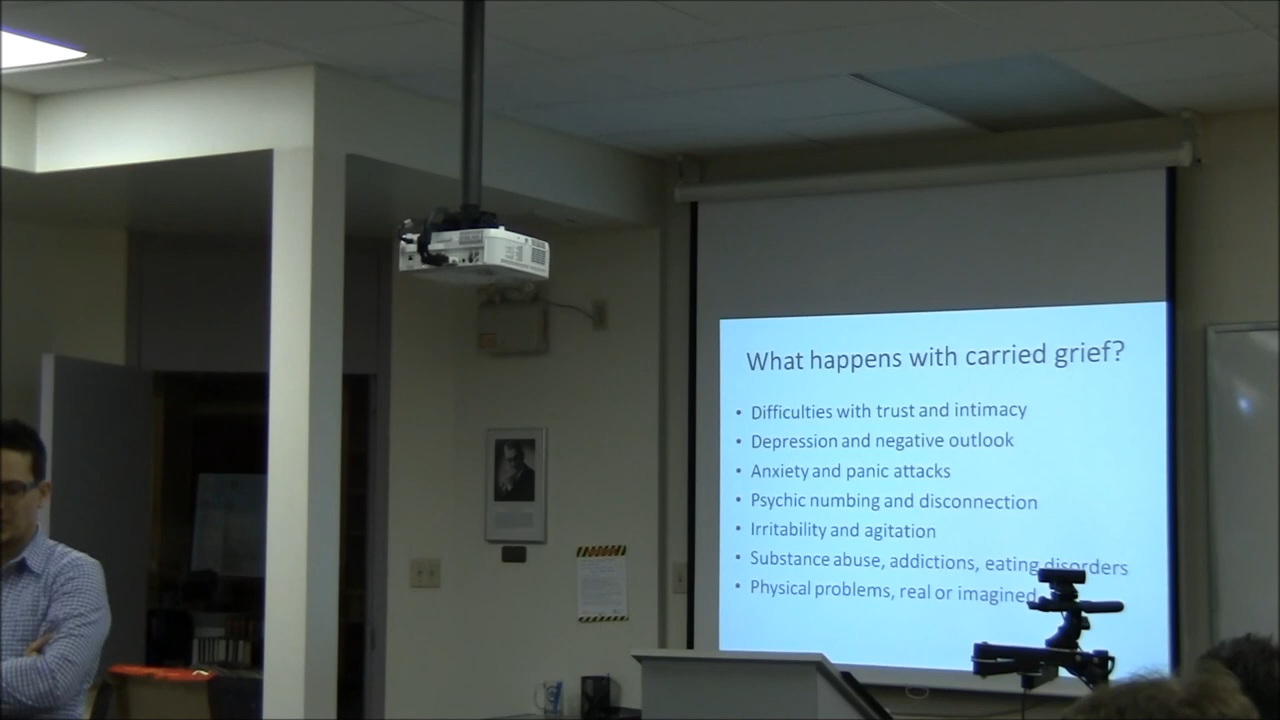 What happens with carried grief?
• Difficulties with trust and intimacy
• Depression and negative outlook
• Anxiety and panic attacks
• Psychic numbing and disconnection
• Irritability and agitation
• Substance abuse, addictions, eating disorders
• Physical problems, real or imagined